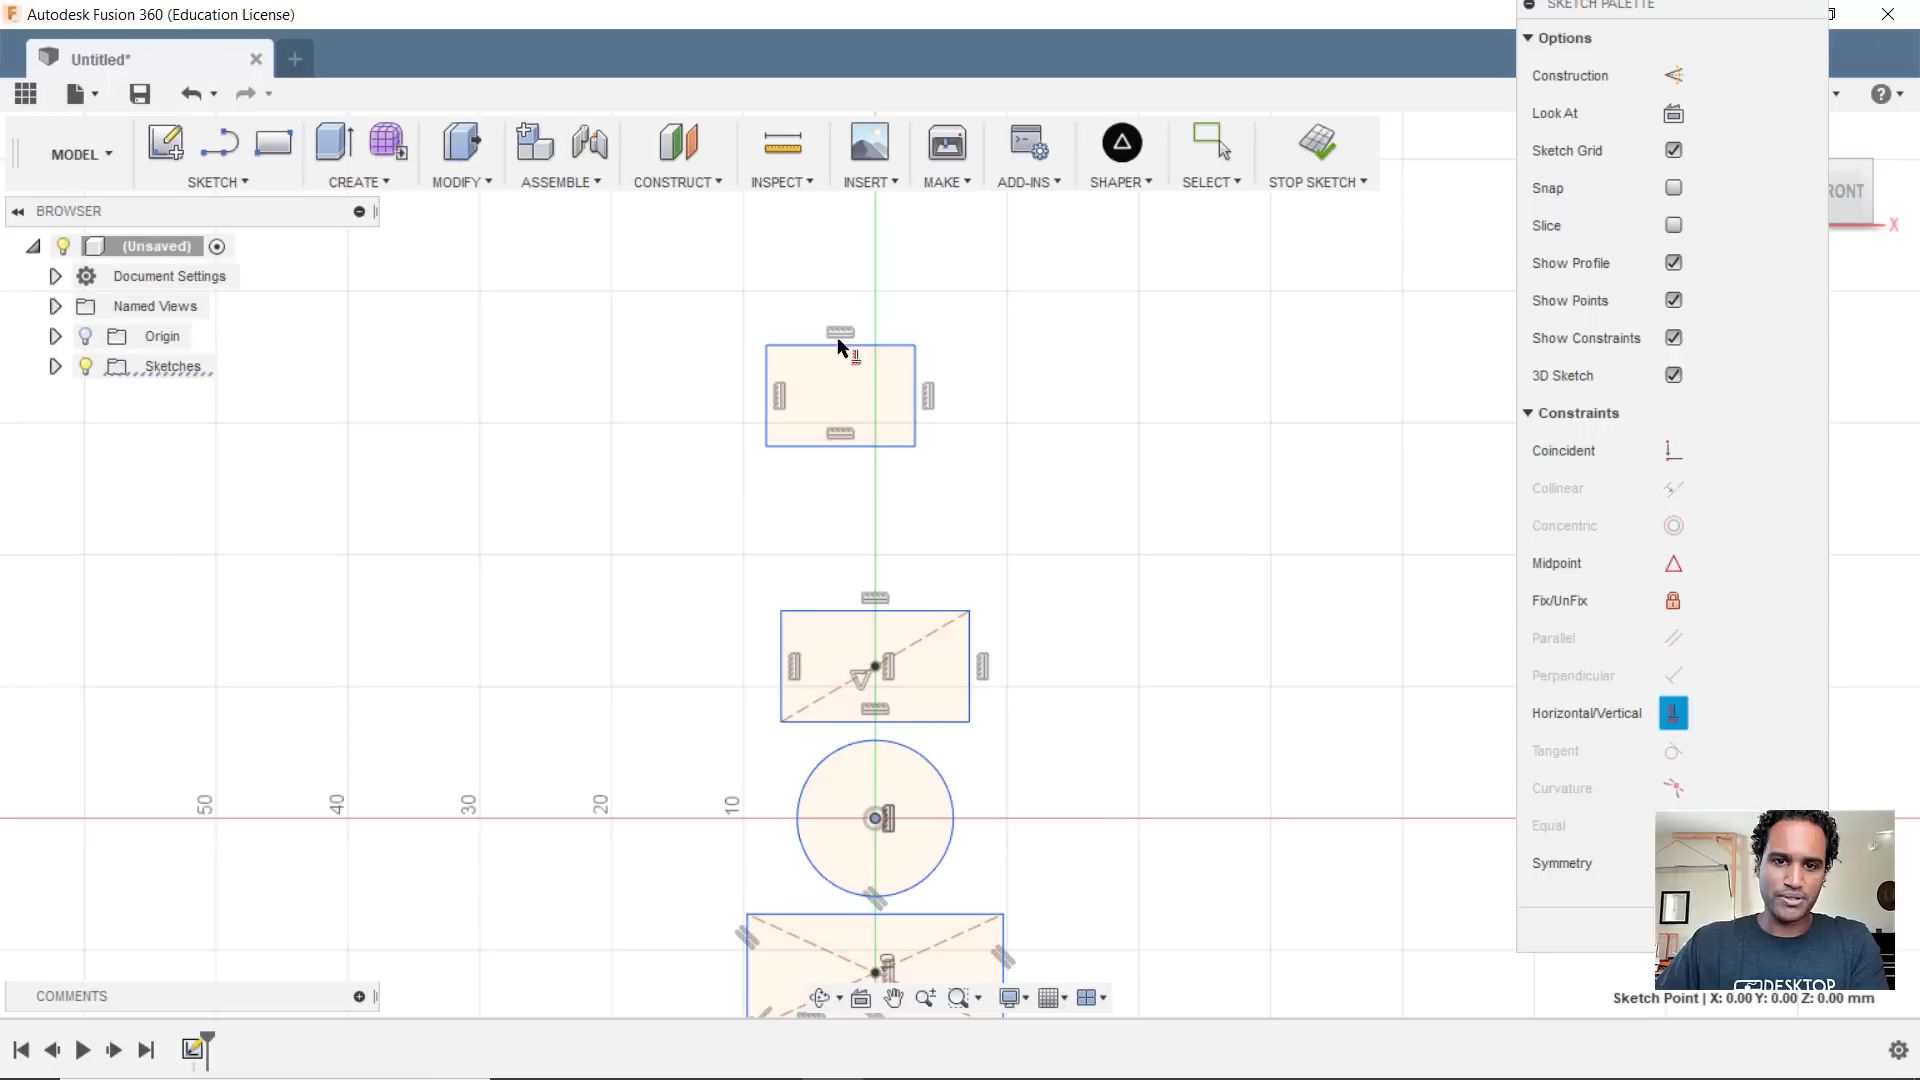 Autodesk Fusion 360 (Education License)
SKETCH PALETTE
Untitled*
MODEL
SKETCH
CREATE
MODIFY
ASSEMBLE
CONSTRUCT
INSPECT
INSERT
MAKE
ADD-INS
SHAPER
SELECT
STOP SKETCH
BROWSER
(Unsaved)
Document Settings
Named Views
Origin
Sketches
Options
Construction
Look At
Sketch Grid
Snap
Slice
Show Profile
Show Points
Show Constraints
3D Sketch
Constraints
Coincident
Collinear
Concentric
Midpoint
Fix/UnFix
Parallel
Perpendicular
Horizontal/Vertical
Tangent
Curvature
Equal
Symmetry
RONT
X
50
40
30
20
10
DESKTOP
COMMENTS
Sketch Point | X: 0.00 Y: 0.00 Z: 0.00 mm